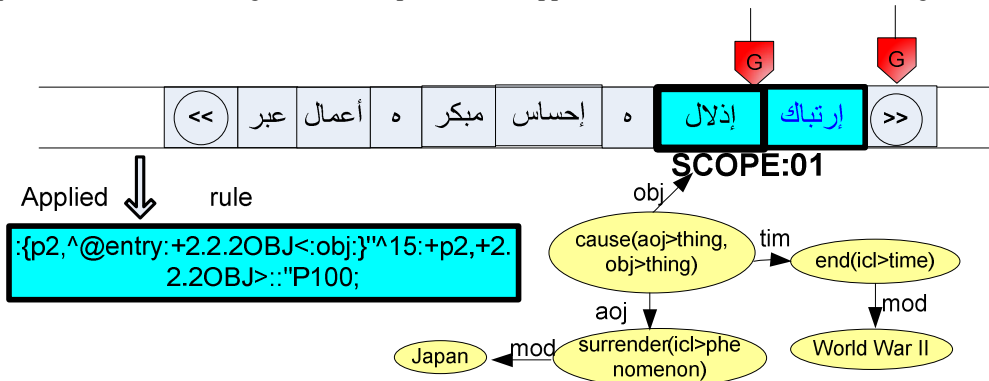 G G
<< عبر أعمال ه مبكر إحساس ه إذلال إرتباك >>
SCOPE:01
Applied rule
:{p2,^@entry:+2.2.2OBJ<:obj:}"^15:+p2,+2.
2.2OBJ>::"P100;
obj
cause(aoj>thing,
obj>thing)
tim
end(icl>time)
aoj
mod
surrender(icl>phe
nomenon)
mod
Japan
World War II